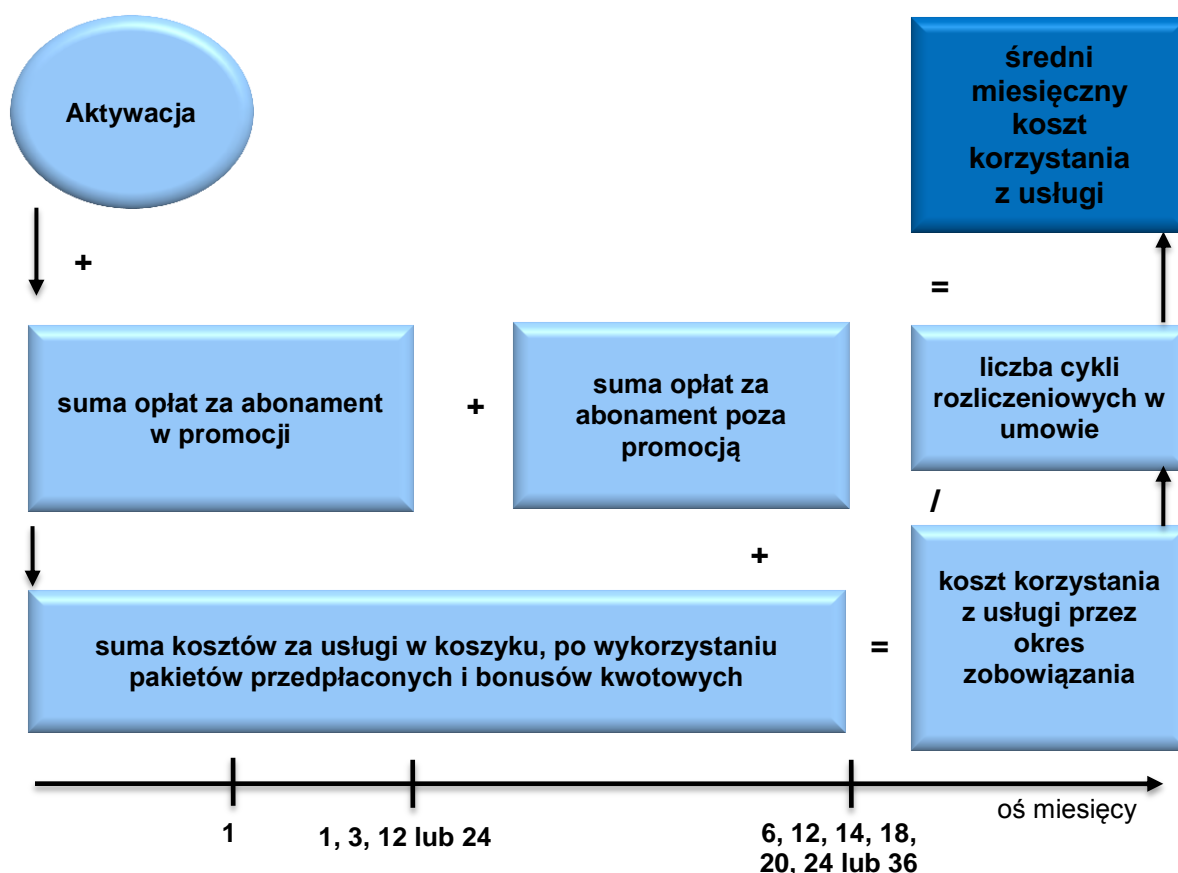 Aktywacja
+
średni
miesięczny
koszt
korzystania
z usługi
=
suma opłat za abonament
w promocji
+
suma opłat za
abonament poza
promocją
liczba cykli
rozliczeniowych w
umowie
/
+
suma kosztów za usługi w koszyku, po wykorzystaniu
pakietów przedpłaconych i bonusów kwotowych
=
koszt korzystania
z usługi przez
okres
zobowiązania
1
1, 3, 12 lub 24
6, 12, 14, 18,
20, 24 lub 36
oś miesięcy